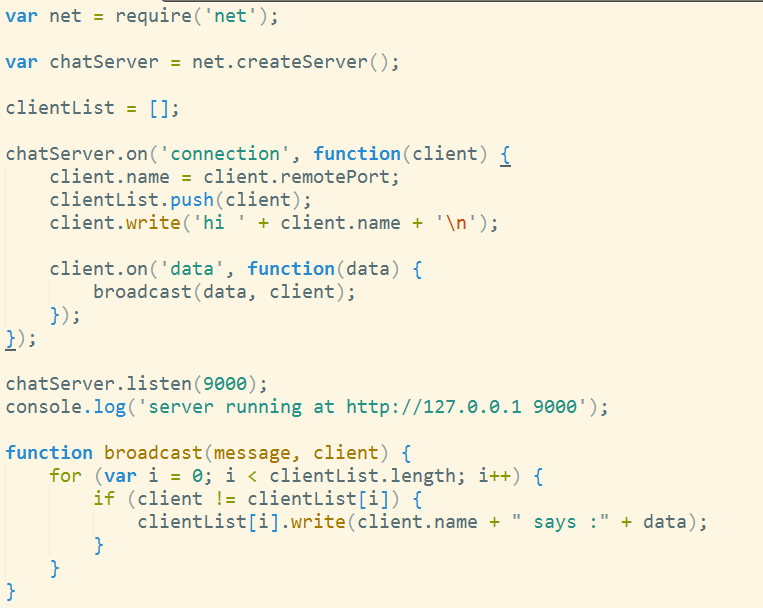 var net = require('net');
var chatServer = net.createServer();
clientList = [];
chatServer.on('connection', function(client) {
    client.name = client.remotePort;
    clientList.push(client);
    client.write('hi ' + client.name + '\n');
    client.on('data', function(data) {
        broadcast(data, client);
    });
});
chatServer.listen(9000);
console.log('server running at http://127.0.0.1 9000');
function broadcast(message, client) {
    for (var i = 0; i < clientList.length; i++) {
        if (client != clientList[i]) {
            clientList[i].write(client.name + " says :" + data);
        }
    }
}